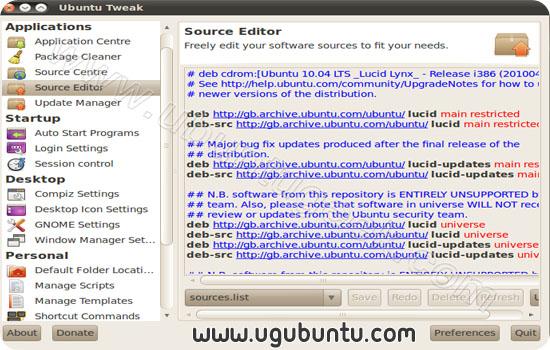 Ubuntu Tweak
Applications
Application Centre
Package Cleaner
Source Centre
Source Editor
Update Manager
Startup
Auto Start Programs
Login Settings
Session control
Desktop
Compiz Settings
Desktop Icon Settings
GNOME Settings
Window Manager Set...
Personal
Default Folder Locati...
Manage Scripts
Manage Templates
Shortcut Commands
Source Editor
Freely edit your software sources to fit your needs.
# deb cdrom:[Ubuntu 10.04 LTS _Lucid Lynx_ - Release i386 (201004
# See http://help.ubuntu.com/community/UpgradeNotes for how to
# newer versions of the distribution.
deb http://gb.archive.ubuntu.com/ubuntu/ lucid main restricted
deb-src http://gb.archive.ubuntu.com/ubuntu/ lucid main restricted
## Major bug fix updates produced after the final release of the
## distribution.
deb http://gb.archive.ubuntu.com/ubuntu/ lucid-updates main res
deb-src http://gb.archive.ubuntu.com/ubuntu/ lucid-updates main
## N.B. software from this repository is ENTIRELY UNSUPPORTED b
## team. Also, please note that software in universe WILL NOT rece
## review or updates from the Ubuntu security team.
deb http://gb.archive.ubuntu.com/ubuntu/ lucid universe
deb-src http://gb.archive.ubuntu.com/ubuntu/ lucid universe
deb http://gb.archive.ubuntu.com/ubuntu/ lucid-updates universe
deb-src http://gb.archive.ubuntu.com/ubuntu/ lucid-updates univ
## N.B. software from this repository is ENTIRELY UNSUPPORTED b
sources.list
Save
Redo
Delete
Refresh
U
About
Donate
www.ugubuntu.com
Preferences
Quit